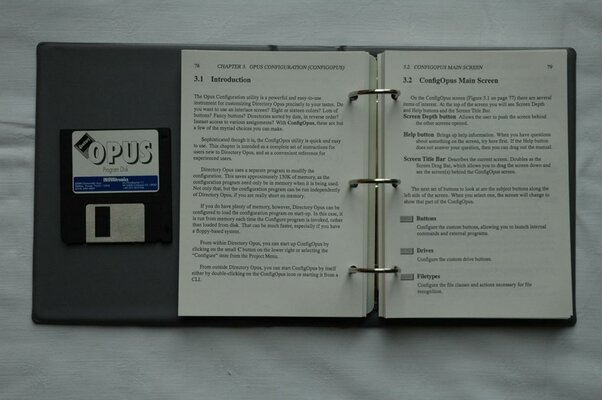 OPUS
Program Disk
INOVAtronics
78 CHAPTER 3. OPUS CONFIGURATION (CONFIGOPUS)
3.1 Introduction
The Opus Configuration utility is a powerful and easy-to-use
instrument for customizing Directory Opus precisely to your tastes. Do
you want to use an interlace screen? Eight or sixteen colors? Lots of
buttons? Fancy buttons? Directories sorted by date, in reverse order?
Instant access to various assignments? With ConfigOpus, these are but
a few of the myriad choices you can make.
Sophisticated though it is, the ConfigOpus utility is quick and easy
to use. This chapter is intended as a complete set of instructions for
users new to Directory Opus, and as a convenient reference for
experienced users.
Directory Opus uses a separate program to modify the
configuration. This saves approximately 130K of memory, as the
configuration program need only be in memory when it is being used.
Not only that, but the configuration program can be run independently
of Directory Opus, if you are really short on memory.
If you do have plenty of memory, however, Directory Opus can be
configured to load the configuration program on start-up. In this case, it
is run from memory each time the Configure program is invoked, rather
than loaded from disk. That can be much faster, especially if you have
a floppy-based system.
From within Directory Opus, you can start up ConfigOpus by
clicking on the small C button on the lower right or selecting the
"Configure" item from the Project Menu.
From outside Directory Opus, you can start ConfigOpus by itself
either by double-clicking on the ConfigOpus icon or starting it from a
CLI.
3.2. CONFIGOPUS MAIN SCREEN 79
3.2 ConfigOpus Main Screen
On the ConfigOpus screen (Figure 3.1 on page 77) there are several
items of interest. At the top of the screen you will see Screen Depth
and Help buttons and the Screen Title Bar.
Screen Depth button Allows the user to push the screen behind
the other screens opened.
Help button Brings up help information. When you have questions
about something on the screen, try here first. If the Help button
does not answer your question, then you can drag out the manual.
Screen Title Bar Describes the current screen. Doubles as the
Screen Drag Bar, which allows you to drag the screen down and
see the screen(s) behind the ConfigOpus screen.
The next set of buttons to look at are the subject buttons along the
left side of the screen. When you select one, the screen will change to
show that part of the configuration.
Buttons
Configure the custom buttons, allowing you to launch internal
commands and external programs.
Drives
Configure the custom drive buttons.
Filetypes
Configure the file classes and actions necessary for file
recognition.